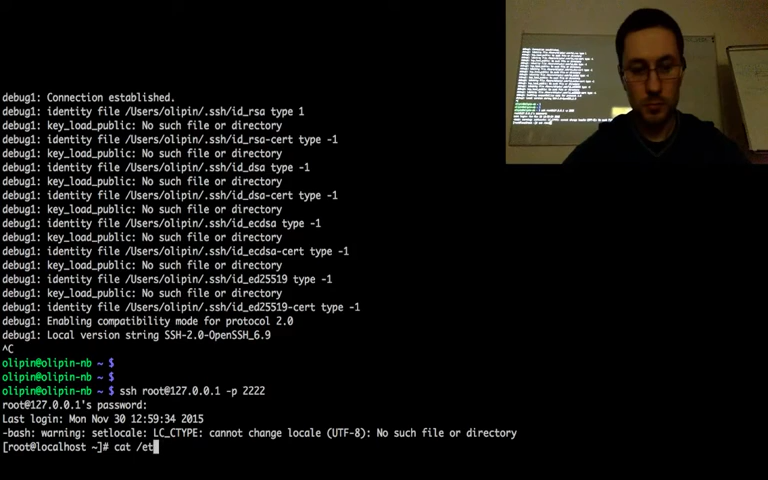 debug1: Connection established.
debug1: identity file /Users/olipin/.ssh/id_rsa type 1
debug1: key_load_public: No such file or directory
debug1: identity file /Users/olipin/.ssh/id_rsa-cert type -1
debug1: key_load_public: No such file or directory
debug1: identity file /Users/olipin/.ssh/id_dsa type -1
debug1: key_load_public: No such file or directory
debug1: identity file /Users/olipin/.ssh/id_dsa-cert type -1
debug1: key_load_public: No such file or directory
debug1: identity file /Users/olipin/.ssh/id_ecdsa type -1
debug1: key_load_public: No such file or directory
debug1: identity file /Users/olipin/.ssh/id_ecdsa-cert type -1
debug1: key_load_public: No such file or directory
debug1: identity file /Users/olipin/.ssh/id_ed25519 type -1
debug1: key_load_public: No such file or directory
debug1: identity file /Users/olipin/.ssh/id_ed25519-cert type -1
debug1: Enabling compatibility mode for protocol 2.0
debug1: Local version string SSH-2.0-OpenSSH_6.9
^C
olipin@olipin-nb ~ $
olipin@olipin-nb ~ $
olipin@olipin-nb ~ $ ssh root@127.0.0.1 -p 2222
root@127.0.0.1's password:
Last login: Mon Nov 30 12:59:34 2015
-bash: warning: setlocale: LC_CTYPE: cannot change locale (UTF-8): No such file or directory
[root@localhost ~]# cat /et